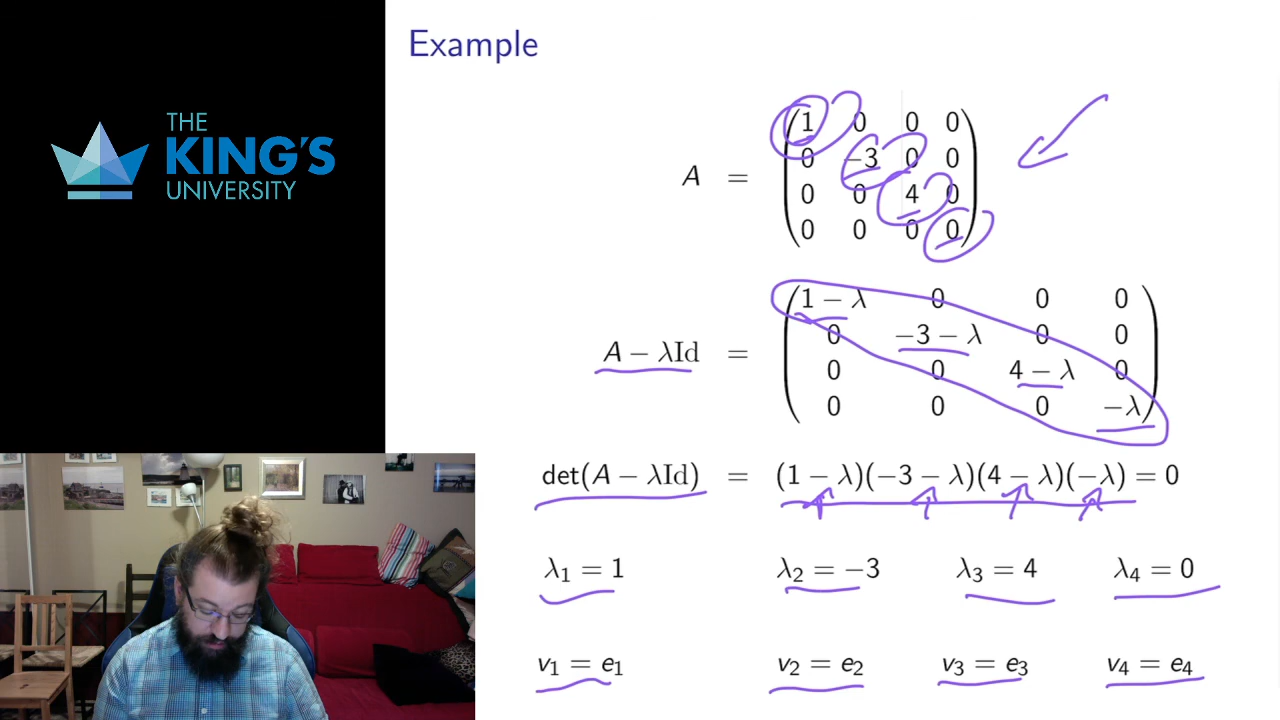 THE
KING'S
UNIVERSITY
Example
A = (1 0 0 0
0 −3 0 0
0 0 4 0
0 0 0 0)
A − λId = (1 − λ 0 0 0
0 −3 − λ 0 0
0 0 4 − λ 0
0 0 0 −λ)
det(A − λId) = (1 − λ)(−3 − λ)(4 − λ)(−λ) = 0
λ₁ = 1 λ₂ = −3 λ₃ = 4 λ₄ = 0
v₁ = e₁ v₂ = e₂ v₃ = e₃ v₄ = e₄